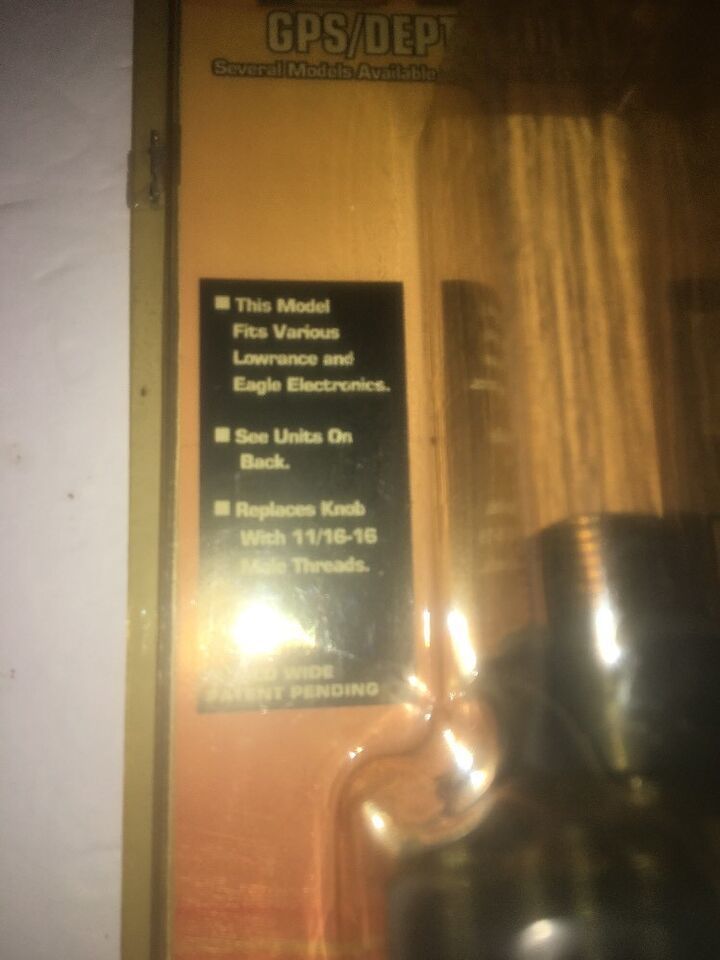 GPS/DEPT
Several Models Available
This Model
Fits Various
Lowrance and
Eagle Electronics.
See Units On
Back.
Replaces Knob
With 11/16-16
Male Threads.
WIDE
PATENT PENDING